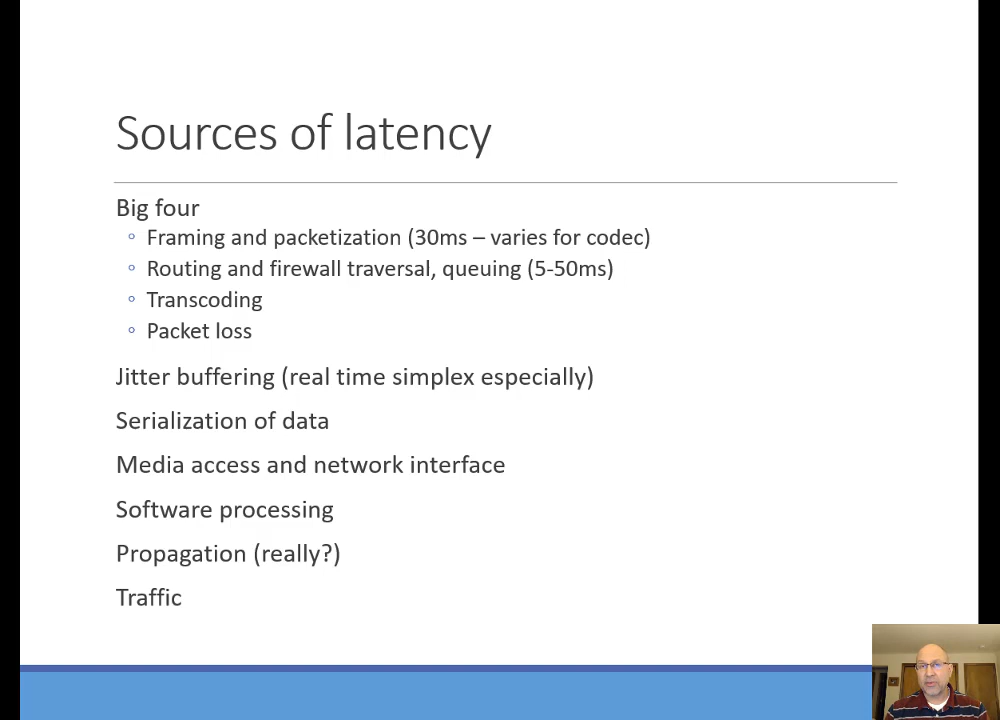 Sources of latency
Big four
Framing and packetization (30ms – varies for codec)
Routing and firewall traversal, queuing (5-50ms)
Transcoding
Packet loss
Jitter buffering (real time simplex especially)
Serialization of data
Media access and network interface
Software processing
Propagation (really?)
Traffic